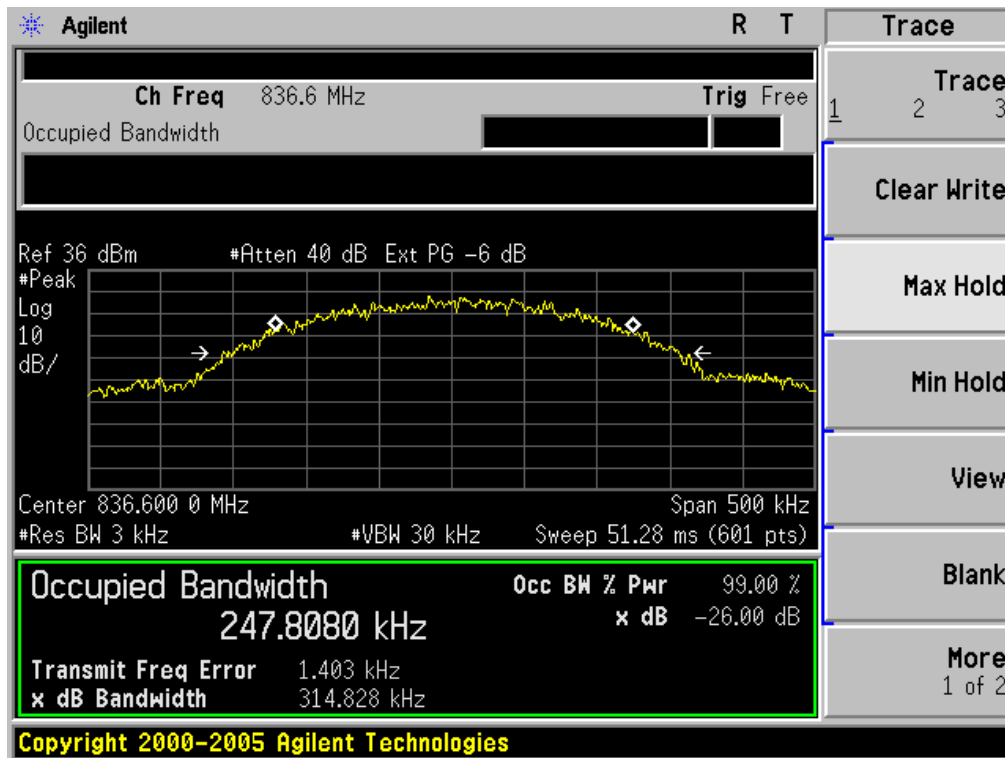 Agilent R T Trace
Ch Freq 836.6 MHz Trig Free
Occupied Bandwidth
Trace
1 2 3
Clear Write
Ref 36 dBm #Atten 40 dB Ext PG -6 dB
#Peak
Log
10
dB/
Max Hold
Min Hold
View
Center 836.600 0 MHz Span 500 kHz
#Res BW 3 kHz #VBW 30 kHz Sweep 51.28 ms (601 pts)
Occupied Bandwidth Occ BW % Pwr 99.00 %
247.8080 kHz x dB -26.00 dB
Transmit Freq Error 1.403 kHz
x dB Bandwidth 314.828 kHz
Blank
More
1 of 2
Copyright 2000-2005 Agilent Technologies